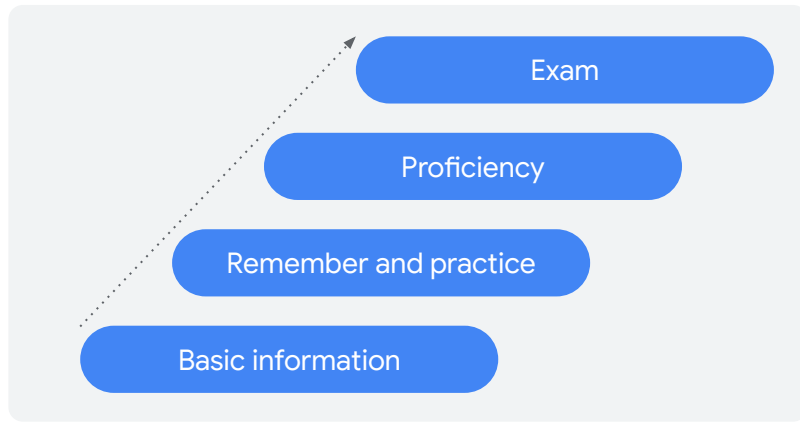 Exam
Proficiency
Remember and practice
Basic information